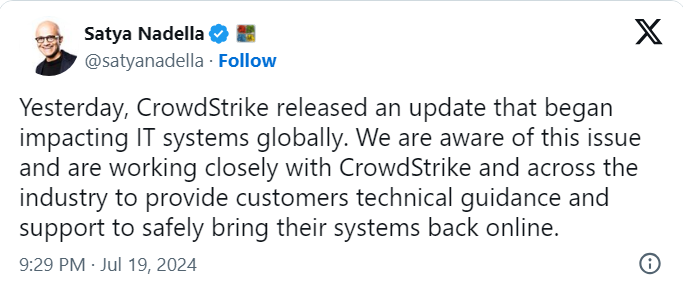 Satya Nadella
@satyanadella · Follow
Yesterday, CrowdStrike released an update that began
impacting IT systems globally. We are aware of this issue
and are working closely with CrowdStrike and across the
industry to provide customers technical guidance and
support to safely bring their systems back online.
9:29 PM · Jul 19, 2024